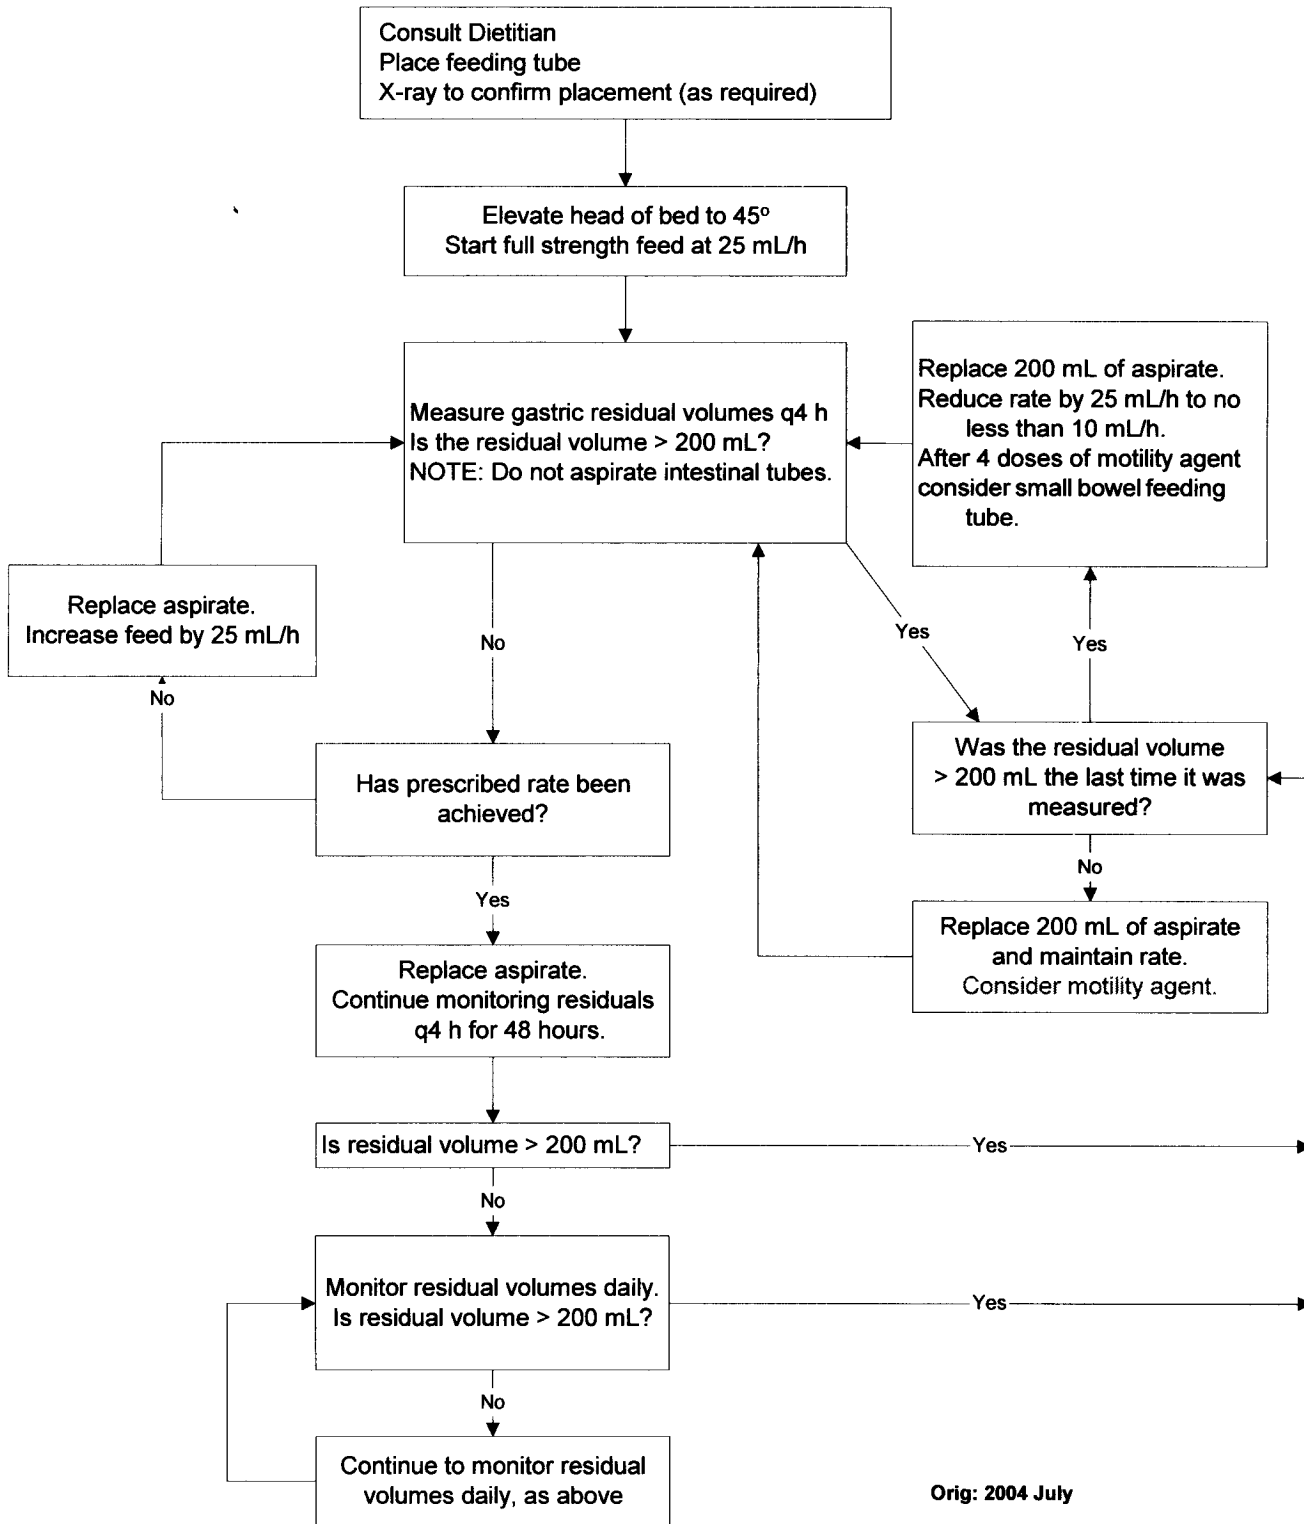 Consult Dietitian
Place feeding tube
X-ray to confirm placement (as required)
Elevate head of bed to 45º
Start full strength feed at 25 mL/h
Measure gastric residual volumes q4 h
Is the residual volume > 200 mL?
NOTE: Do not aspirate intestinal tubes.
Replace 200 mL of aspirate.
Reduce rate by 25 mL/h to no
less than 10 mL/h.
After 4 doses of motility agent
consider small bowel feeding
tube.
Replace aspirate.
Increase feed by 25 mL/h
No
Yes
Yes
No
Has prescribed rate been
achieved?
Was the residual volume
> 200 mL the last time it was
measured?
Yes
No
Replace aspirate.
Continue monitoring residuals
q4 h for 48 hours.
Replace 200 mL of aspirate
and maintain rate.
Consider motility agent.
Is residual volume > 200 mL?
Yes
No
Monitor residual volumes daily.
Is residual volume > 200 mL?
Yes
No
Continue to monitor residual
volumes daily, as above
Orig: 2004 July